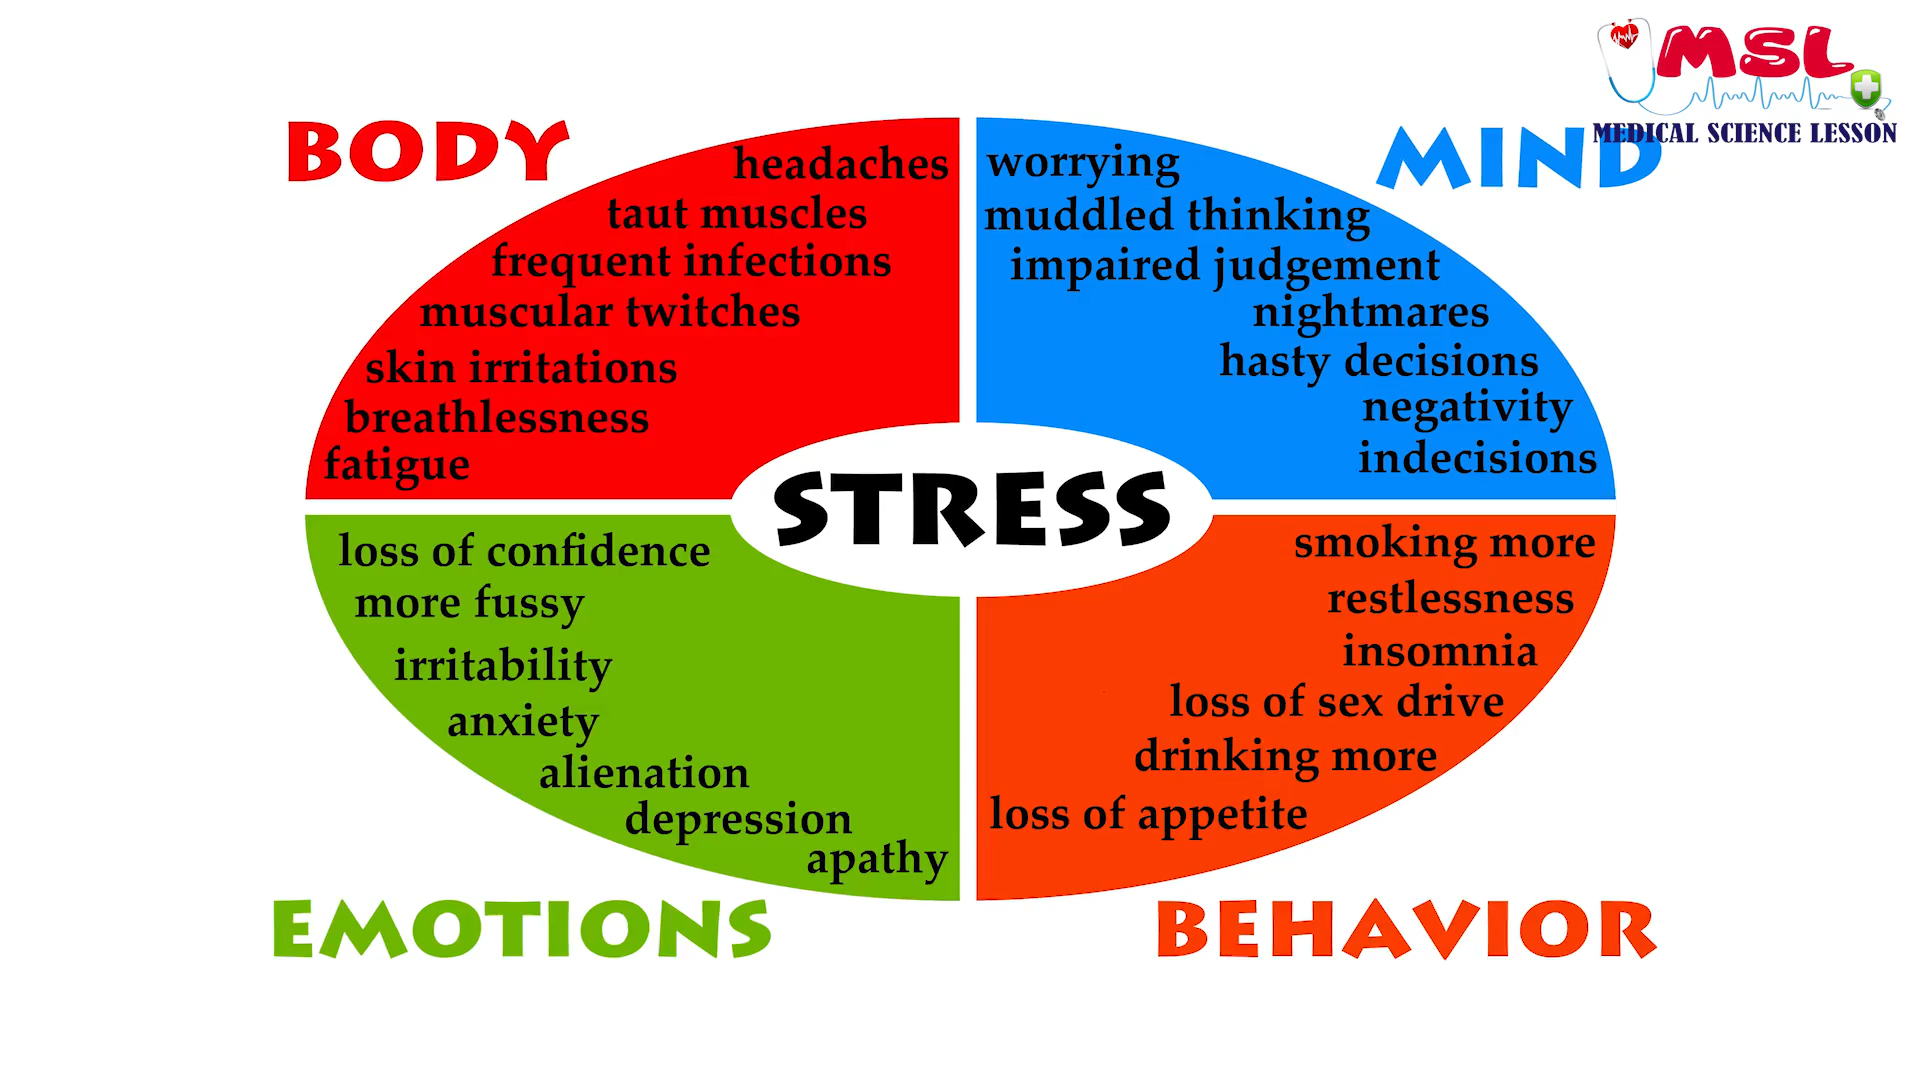 MSL
MEDICAL SCIENCE LESSON
BODY
headaches
taut muscles
frequent infections
muscular twitches
skin irritations
breathlessness
fatigue
MIND
worrying
muddled thinking
impaired judgement
nightmares
hasty decisions
negativity
indecisions
STRESS
loss of confidence
more fussy
irritability
anxiety
alienation
depression
apathy
EMOTIONS
smoking more
restlessness
insomnia
loss of sex drive
drinking more
loss of appetite
BEHAVIOR